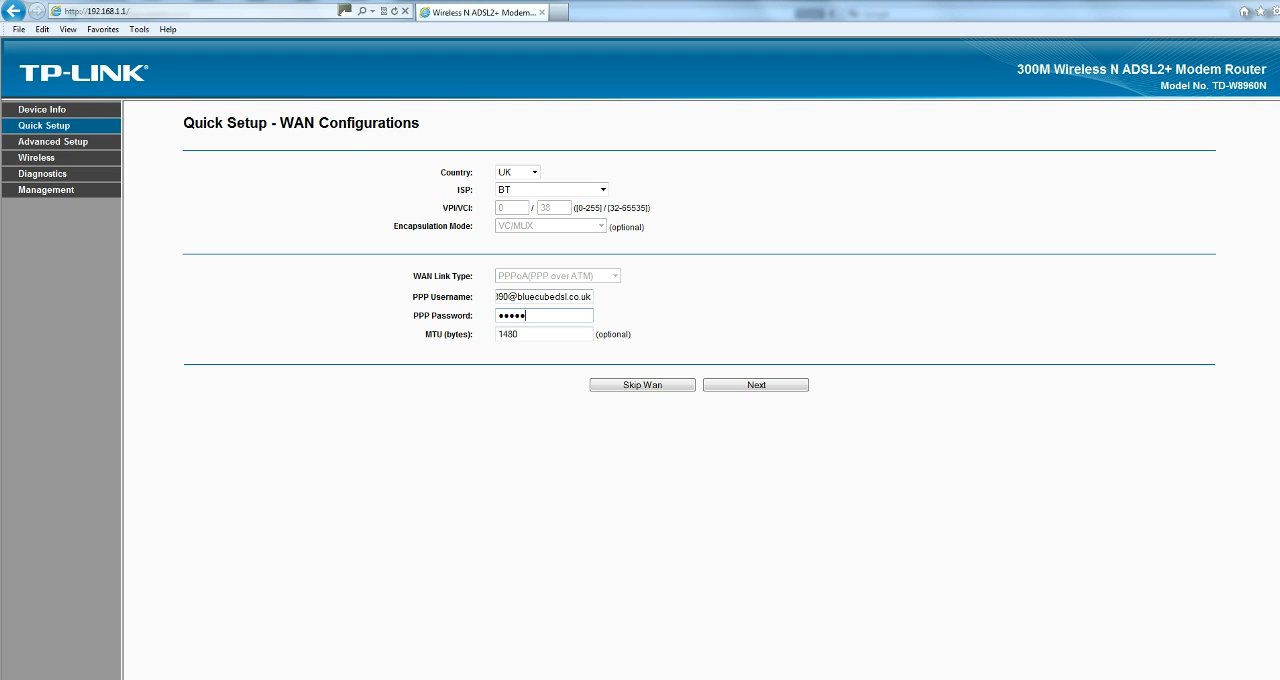 http://192.168.1.1/
Wireless N ADSL2+ Modem...
File Edit View Favorites Tools Help
TP-LINK®
300M Wireless N ADSL2+ Modem Router
Model No. TD-W8960N
Device Info
Quick Setup
Advanced Setup
Wireless
Diagnostics
Management
Quick Setup - WAN Configurations
Country: UK
ISP: BT
VPI/VCI: 0 / 38 ([0-255] / [32-65535])
Encapsulation Mode: VC/MUX (optional)
WAN Link Type: PPPoA(PPP over ATM)
PPP Username: 390@bluecubedsl.co.uk
PPP Password: •••••
MTU (bytes): 1480 (optional)
Skip Wan Next